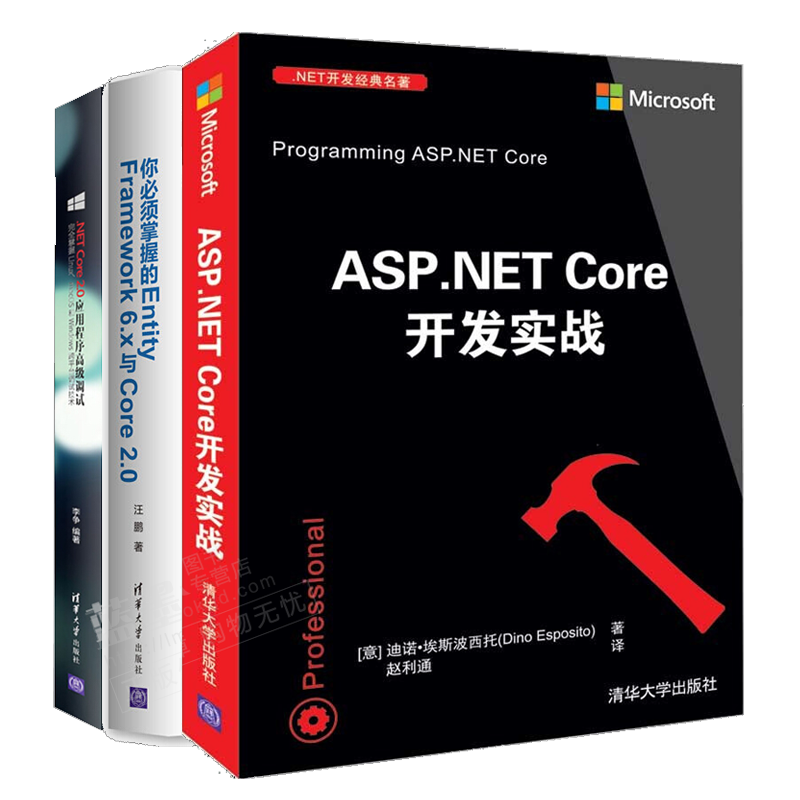 .NET开发经典名著
Microsoft
Programming ASP.NET Core
ASP.NET Core
开发实战
Professional
[意] 迪诺·埃斯波西托(Dino Esposito) 著
赵利通 译
清华大学出版社
Microsoft
ASP.NET Core开发实战
清华大学出版社
你必须掌握的Entity
Framework 6.x与Core 2.0
汪 鹏 著
清华大学出版社
.NET Core 2.0应用程序高级调试
李争 编著
清华大学出版社